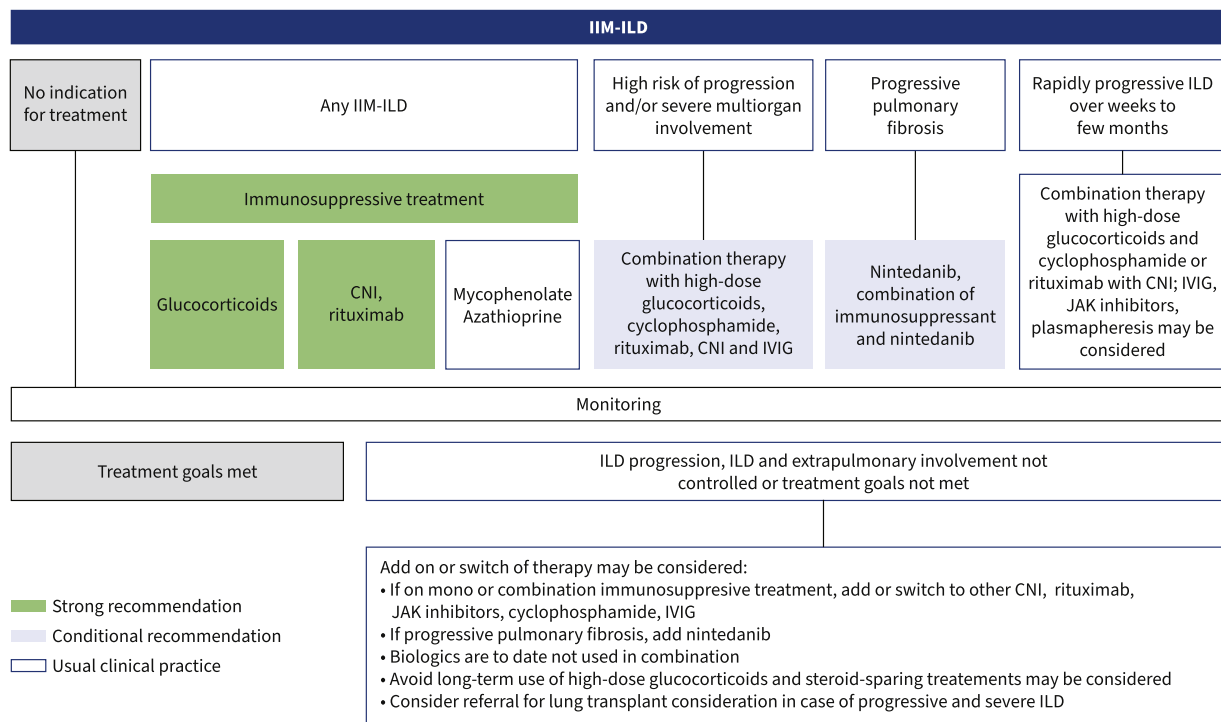 IIM-ILD
No indication
for treatment
Any IIM-ILD
High risk of progression
and/or severe multiorgan
involvement
Progressive
pulmonary
fibrosis
Rapidly progressive ILD
over weeks to
few months
Immunosuppressive treatment
Glucocorticoids
CNI,
rituximab
Mycophenolate
Azathioprine
Combination therapy
with high-dose
glucocorticoids,
cyclophosphamide,
rituximab, CNI and IVIG
Nintedanib,
combination of
immunosuppressant
and nintedanib
Combination therapy
with high-dose
glucocorticoids and
cyclophosphamide or
rituximab with CNI; IVIG,
JAK inhibitors,
plasmapheresis may be
considered
Monitoring
Treatment goals met
ILD progression, ILD and extrapulmonary involvement not
controlled or treatment goals not met
Add on or switch of therapy may be considered:
• If on mono or combination immunosuppresive treatment, add or switch to other CNI, rituximab,
JAK inhibitors, cyclophosphamide, IVIG
• If progressive pulmonary fibrosis, add nintedanib
• Biologics are to date not used in combination
• Avoid long-term use of high-dose glucocorticoids and steroid-sparing treatements may be considered
• Consider referral for lung transplant consideration in case of progressive and severe ILD
Strong recommendation
Conditional recommendation
Usual clinical practice